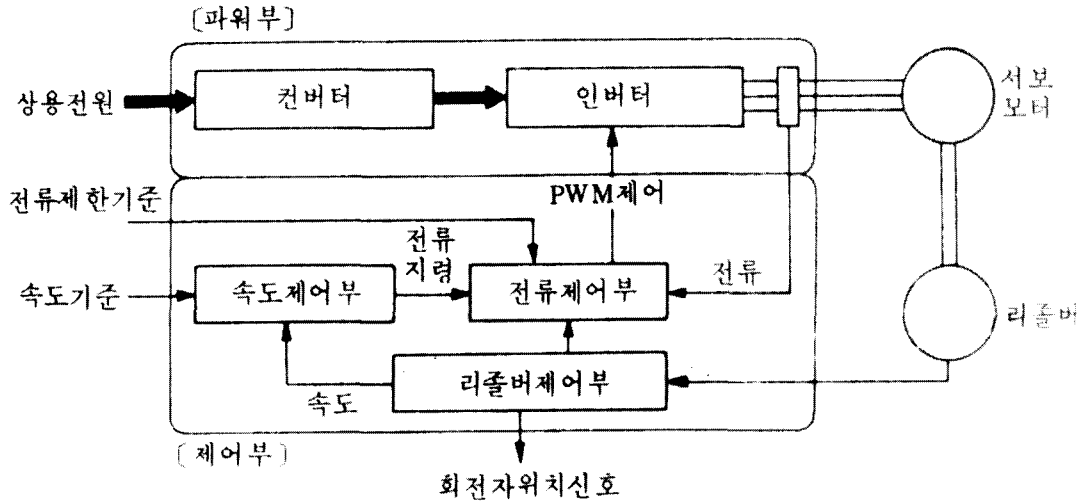 〔파워부〕
상용전원
컨버터
인버터
서보
모터
전류제한기준
PWM제어
전류
지령
전류
속도기준
속도제어부
전류제어부
리졸버
리졸버제어부
속도
〔제어부〕
회전자위치신호